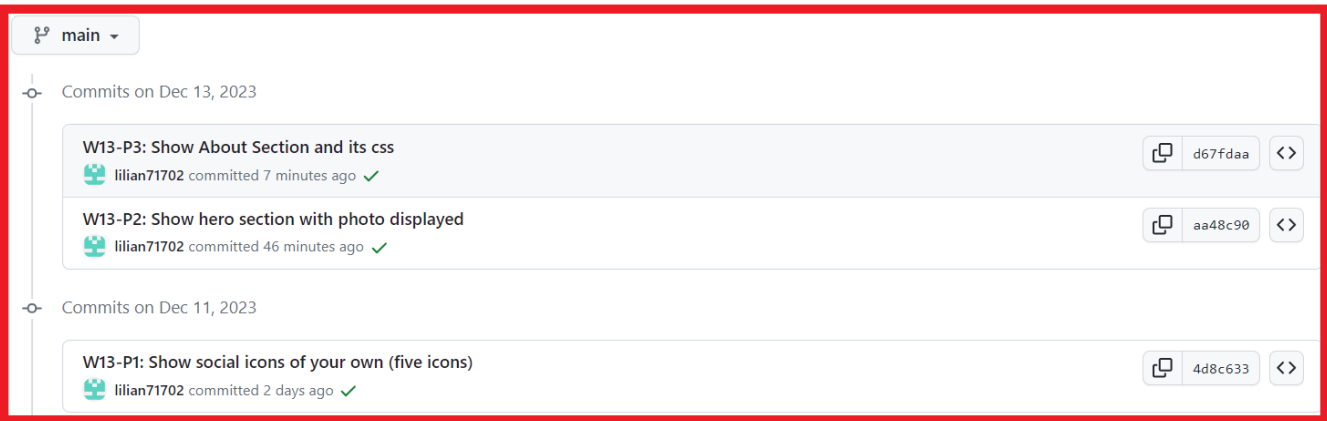 main
Commits on Dec 13, 2023
W13-P3: Show About Section and its css
d67fdaa
lilian71702 committed 7 minutes ago
W13-P2: Show hero section with photo displayed
aa48c90
lilian71702 committed 46 minutes ago
Commits on Dec 11, 2023
W13-P1: Show social icons of your own (five icons)
4d8c633
lilian71702 committed 2 days ago